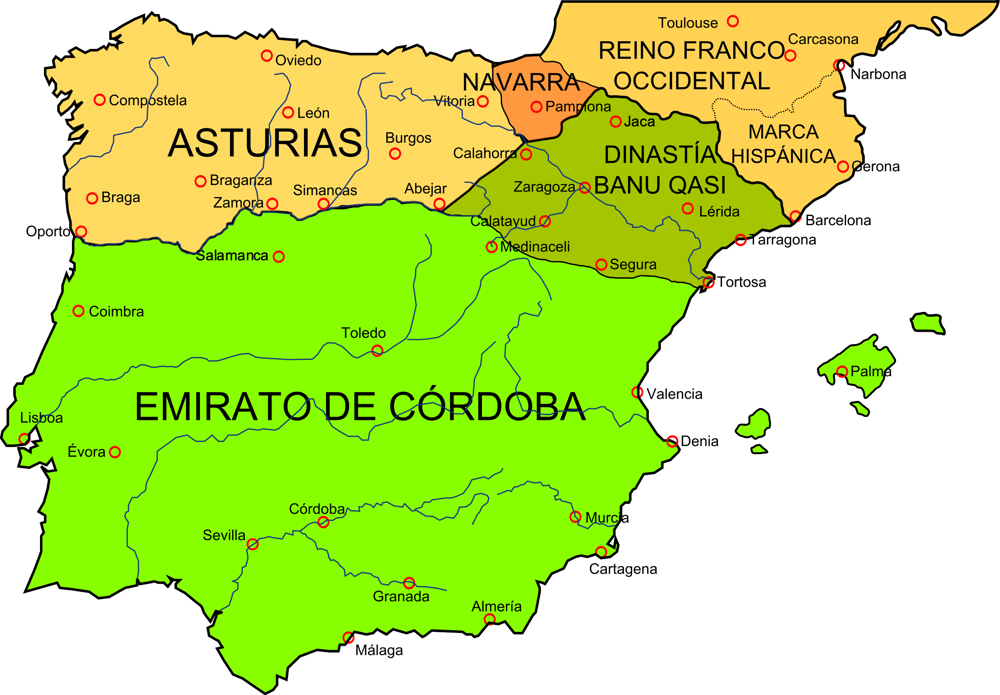 Toulouse
Carcasona
REINO FRANCO
OCCIDENTAL
Narbona
Oviedo
NAVARRA
Compostela
Vitoria
Pamplona
León
Jaca
ASTURIAS
Burgos
MARCA
HISPÁNICA
Calahorra
DINASTÍA
BANU QASI
Gerona
Braganza
Simancas
Abejar
Zaragoza
Braga
Zamora
Lérida
Calatayud
Barcelona
Oporto
Tarragona
Medinaceli
Salamanca
Segura
Tortosa
Coimbra
Toledo
Palma
Valencia
EMIRATO DE CÓRDOBA
Lisboa
Denia
Évora
Córdoba
Murcia
Sevilla
Cartagena
Granada
Almería
Málaga